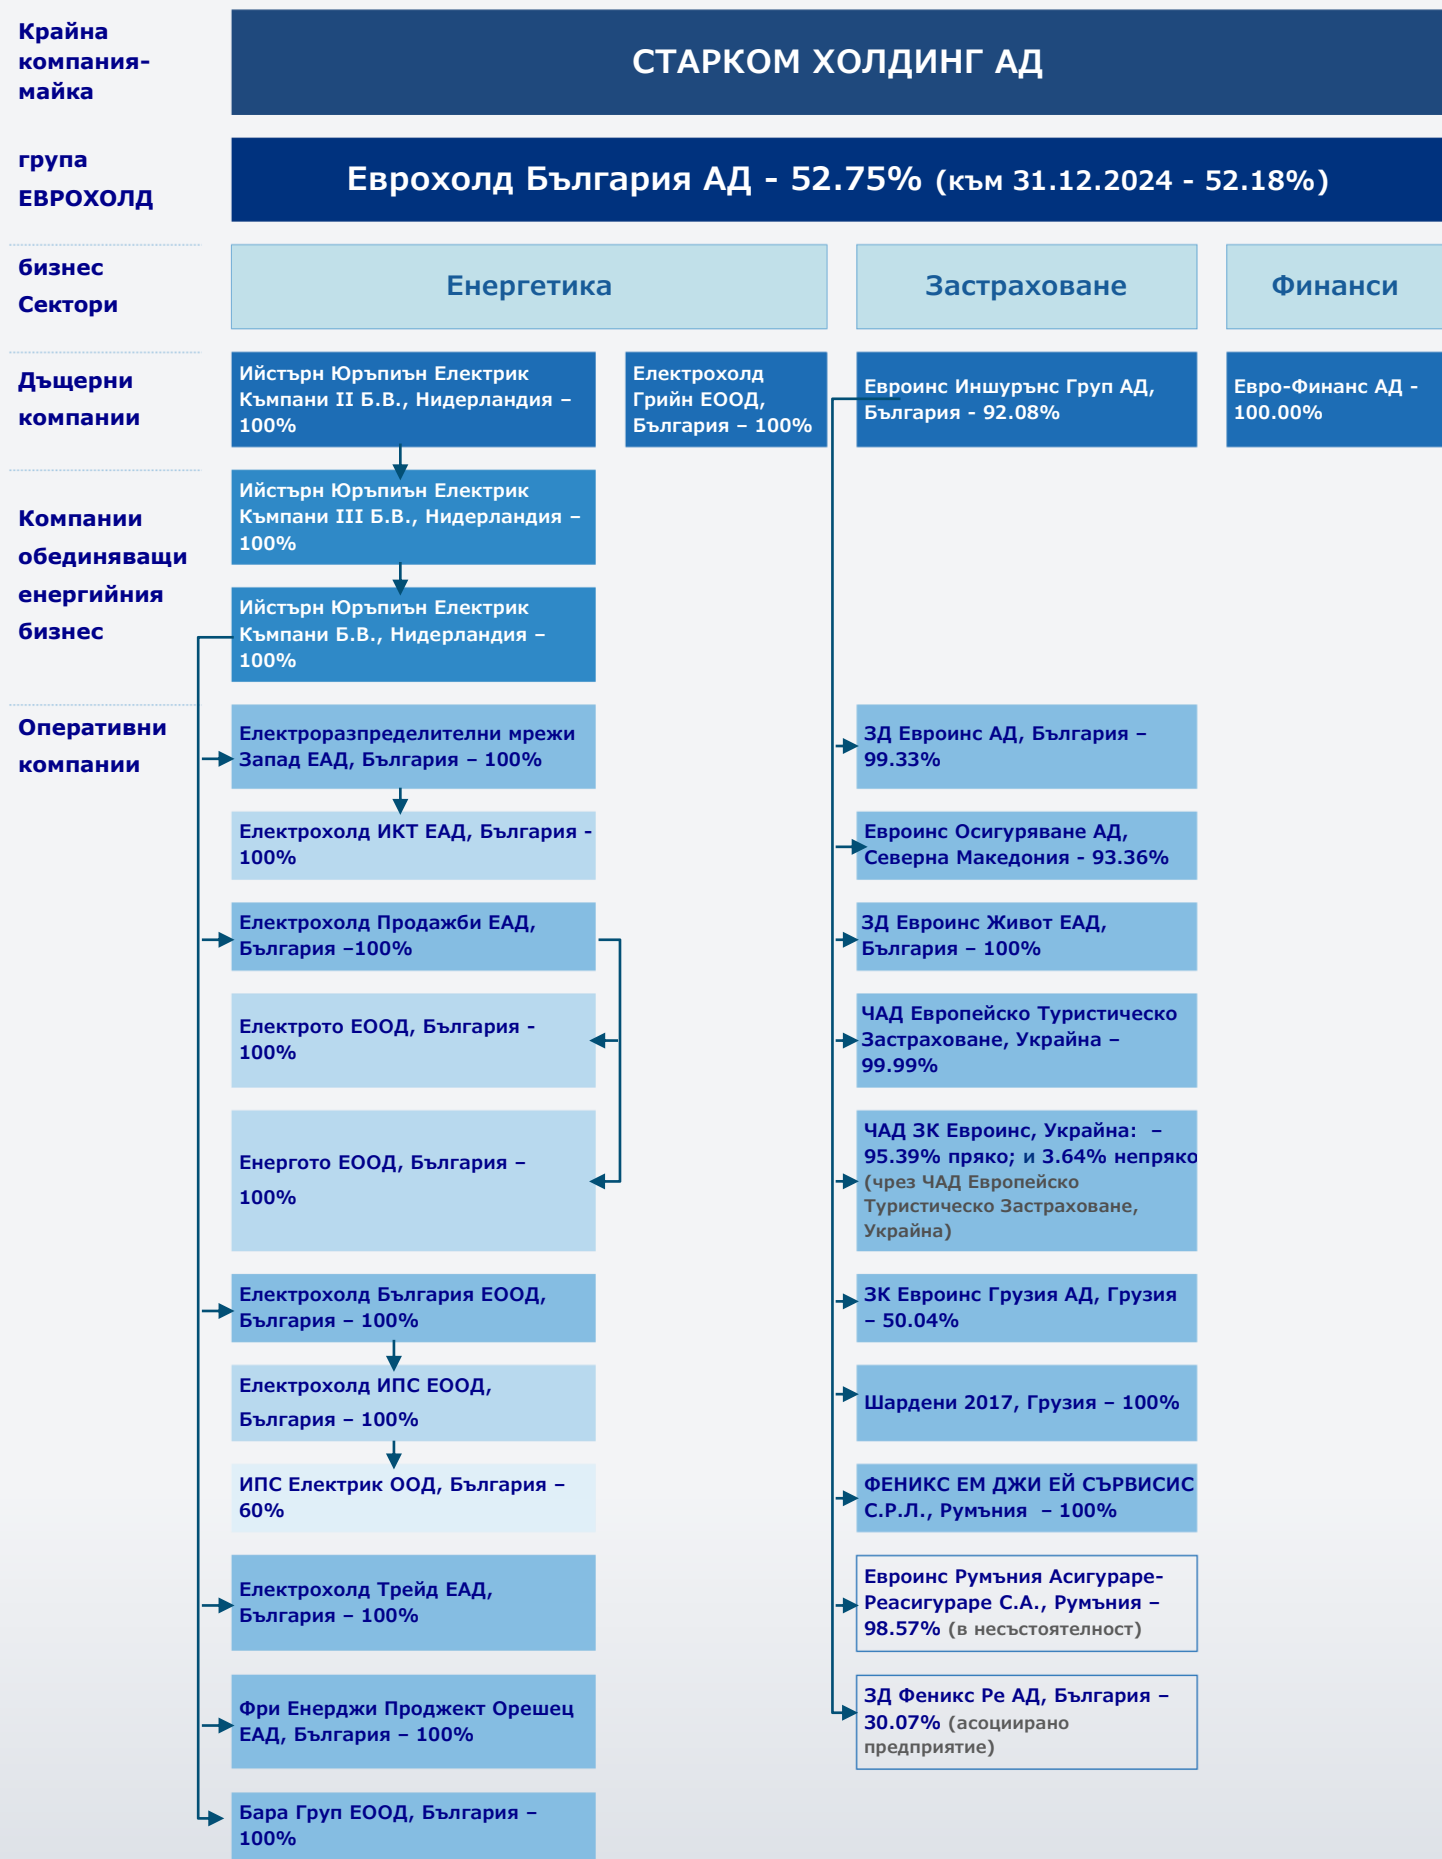 Крайна
компания-
майка
СТАРКОМ ХОЛДИНГ АД
група
ЕВРОХОЛД
Еврохолд България АД - 52.75% (към 31.12.2024 - 52.18%)
бизнес
Сектори
Енергетика
Застраховане
Финанси
Дъщерни
компании
Ийстърн Юръпиън Електрик
Къмпани II Б.В., Нидерландия –
100%
Електрохолд
Грийн ЕООД,
България – 100%
Евроинс Иншурънс Груп АД,
България - 92.08%
Евро-Финанс АД -
100.00%
Компании
обединяващи
енергийния
бизнес
Ийстърн Юръпиън Електрик
Къмпани III Б.В., Нидерландия –
100%
Ийстърн Юръпиън Електрик
Къмпани Б.В., Нидерландия –
100%
Оперативни
компании
Електроразпределителни мрежи
Запад ЕАД, България – 100%
Електрохолд ИКТ ЕАД, България -
100%
Електрохолд Продажби ЕАД,
България –100%
Електрото ЕООД, България -
100%
Енергото ЕООД, България –
100%
Електрохолд България ЕООД,
България – 100%
Електрохолд ИПС ЕООД,
България – 100%
ИПС Електрик ООД, България –
60%
Електрохолд Трейд ЕАД,
България – 100%
Фри Енерджи Проджект Орешец
ЕАД, България – 100%
Бара Груп ЕООД, България –
100%
ЗД Евроинс АД, България –
99.33%
Евроинс Осигуряване АД,
Северна Македония - 93.36%
ЗД Евроинс Живот ЕАД,
България – 100%
ЧАД Европейско Туристическо
Застраховане, Украйна –
99.99%
ЧАД ЗК Евроинс, Украйна: –
95.39% пряко; и 3.64% непряко
(чрез ЧАД Европейско
Туристическо Застраховане,
Украйна)
ЗК Евроинс Грузия АД, Грузия
– 50.04%
Шардени 2017, Грузия – 100%
ФЕНИКС ЕМ ДЖИ ЕЙ СЪРВИСИС
С.Р.Л., Румъния – 100%
Евроинс Румъния Асигураре-
Реасигураре С.А., Румъния –
98.57% (в несъстоятелност)
ЗД Феникс Ре АД, България –
30.07% (асоциирано
предприятие)